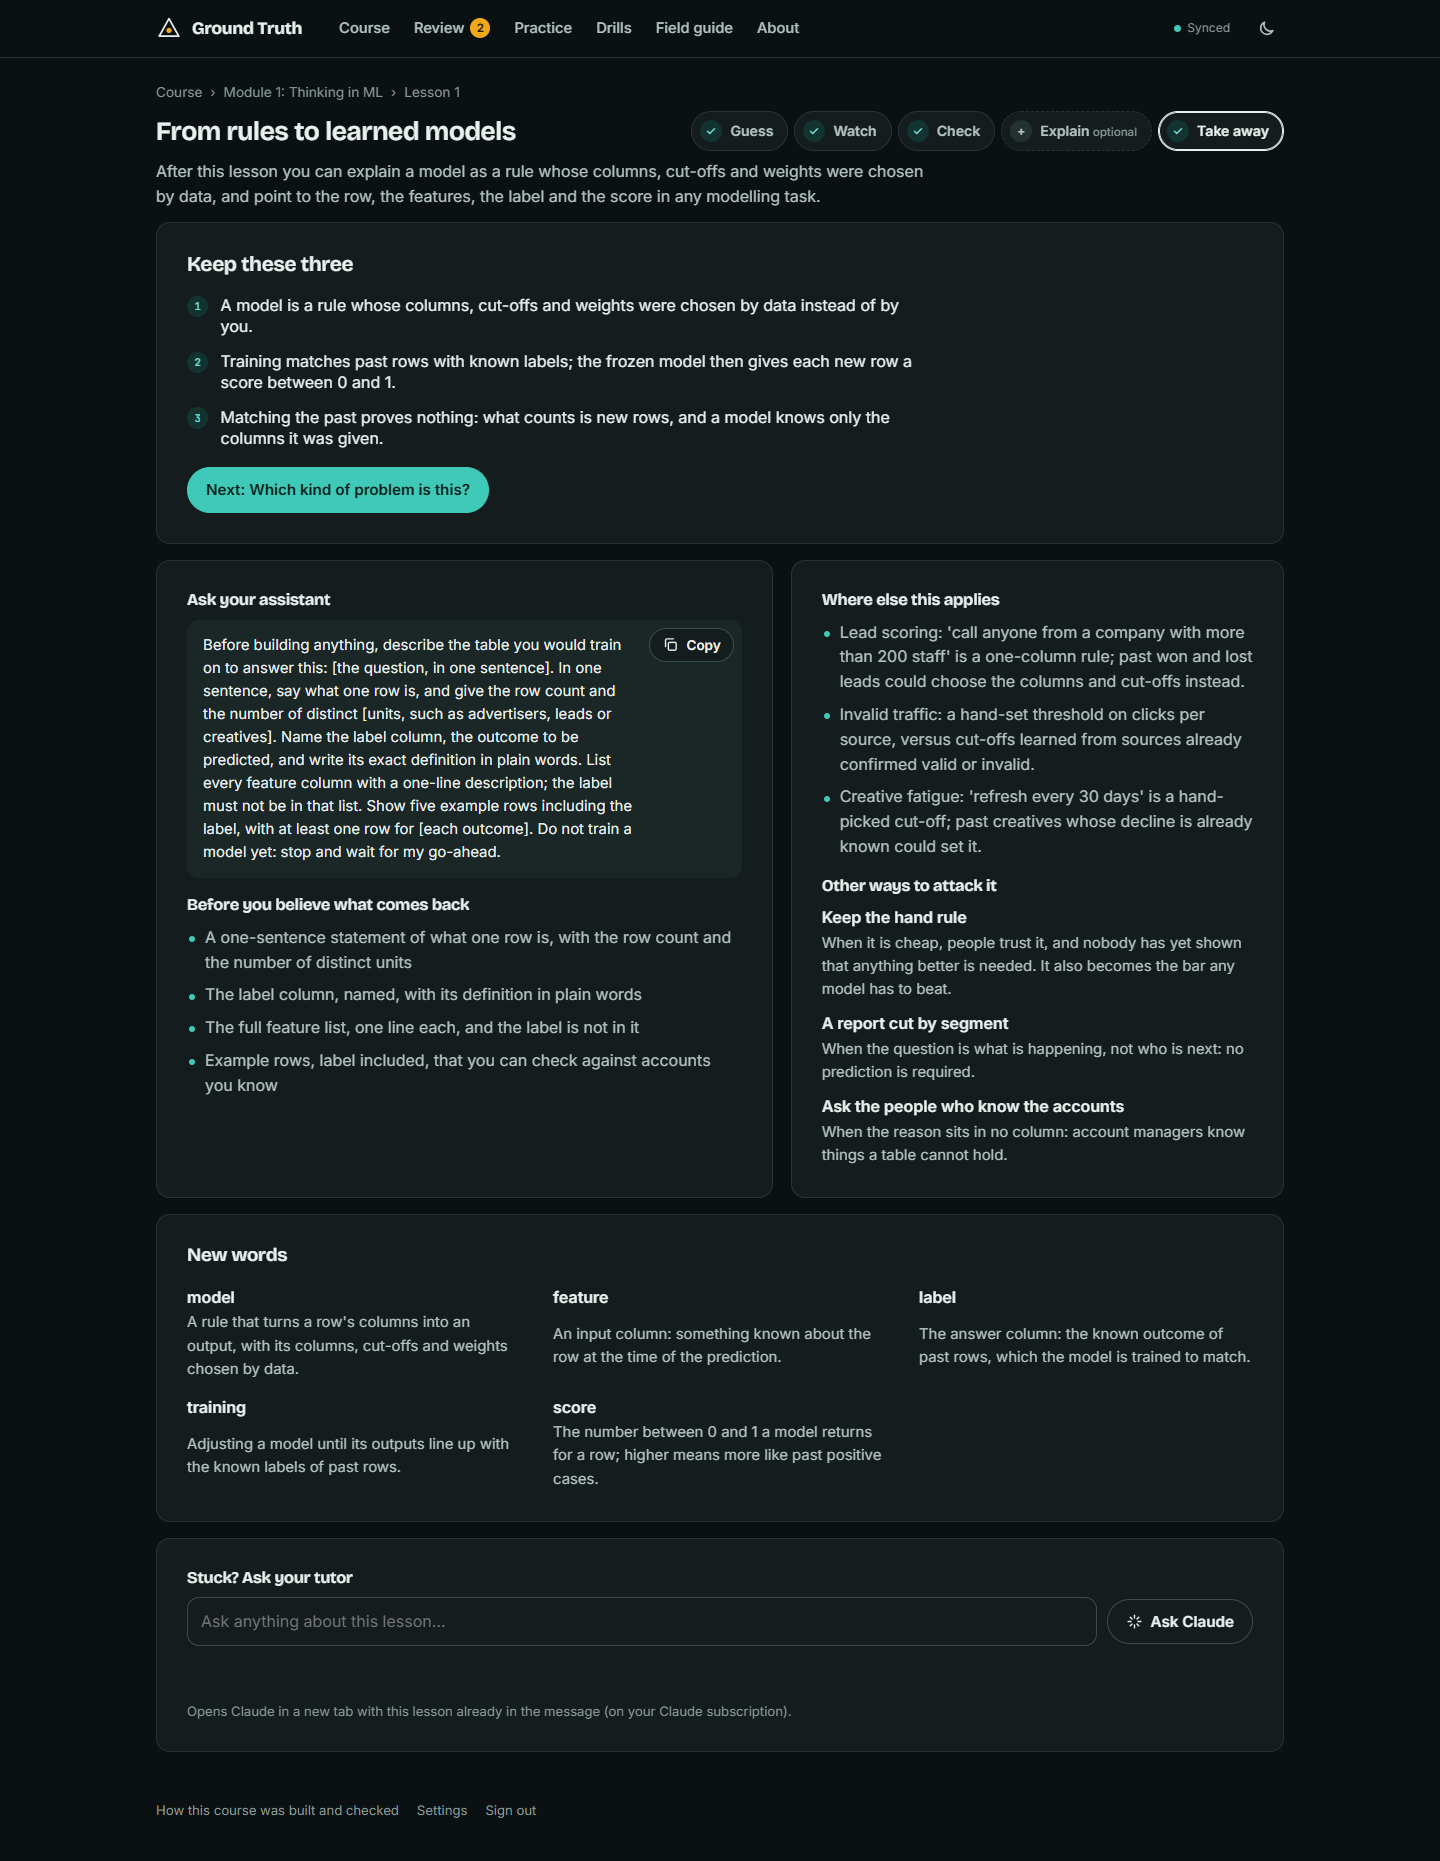 Ground Truth
Course
Review 2
Practice
Drills
Field guide
About
Synced
Course › Module 1: Thinking in ML › Lesson 1
From rules to learned models
Guess
Watch
Check
Explain optional
Take away
After this lesson you can explain a model as a rule whose columns, cut-offs and weights were chosen
by data, and point to the row, the features, the label and the score in any modelling task.
Keep these three
1 A model is a rule whose columns, cut-offs and weights were chosen by data instead of by
you.
2 Training matches past rows with known labels; the frozen model then gives each new row a
score between 0 and 1.
3 Matching the past proves nothing: what counts is new rows, and a model knows only the
columns it was given.
Next: Which kind of problem is this?
Ask your assistant
Copy
Before building anything, describe the table you would train
on to answer this: [the question, in one sentence]. In one
sentence, say what one row is, and give the row count and
the number of distinct [units, such as advertisers, leads or
creatives]. Name the label column, the outcome to be
predicted, and write its exact definition in plain words. List
every feature column with a one-line description; the label
must not be in that list. Show five example rows including the
label, with at least one row for [each outcome]. Do not train a
model yet: stop and wait for my go-ahead.
Before you believe what comes back
A one-sentence statement of what one row is, with the row count and
the number of distinct units
The label column, named, with its definition in plain words
The full feature list, one line each, and the label is not in it
Example rows, label included, that you can check against accounts
you know
Where else this applies
Lead scoring: 'call anyone from a company with more
than 200 staff' is a one-column rule; past won and lost
leads could choose the columns and cut-offs instead.
Invalid traffic: a hand-set threshold on clicks per
source, versus cut-offs learned from sources already
confirmed valid or invalid.
Creative fatigue: 'refresh every 30 days' is a hand-
picked cut-off; past creatives whose decline is already
known could set it.
Other ways to attack it
Keep the hand rule
When it is cheap, people trust it, and nobody has yet shown
that anything better is needed. It also becomes the bar any
model has to beat.
A report cut by segment
When the question is what is happening, not who is next: no
prediction is required.
Ask the people who know the accounts
When the reason sits in no column: account managers know
things a table cannot hold.
New words
model
A rule that turns a row's columns into an
output, with its columns, cut-offs and weights
chosen by data.
feature
An input column: something known about the
row at the time of the prediction.
label
The answer column: the known outcome of
past rows, which the model is trained to match.
training
Adjusting a model until its outputs line up with
the known labels of past rows.
score
The number between 0 and 1 a model returns
for a row; higher means more like past positive
cases.
Stuck? Ask your tutor
Ask anything about this lesson...
Ask Claude
Opens Claude in a new tab with this lesson already in the message (on your Claude subscription).
How this course was built and checked
Settings
Sign out